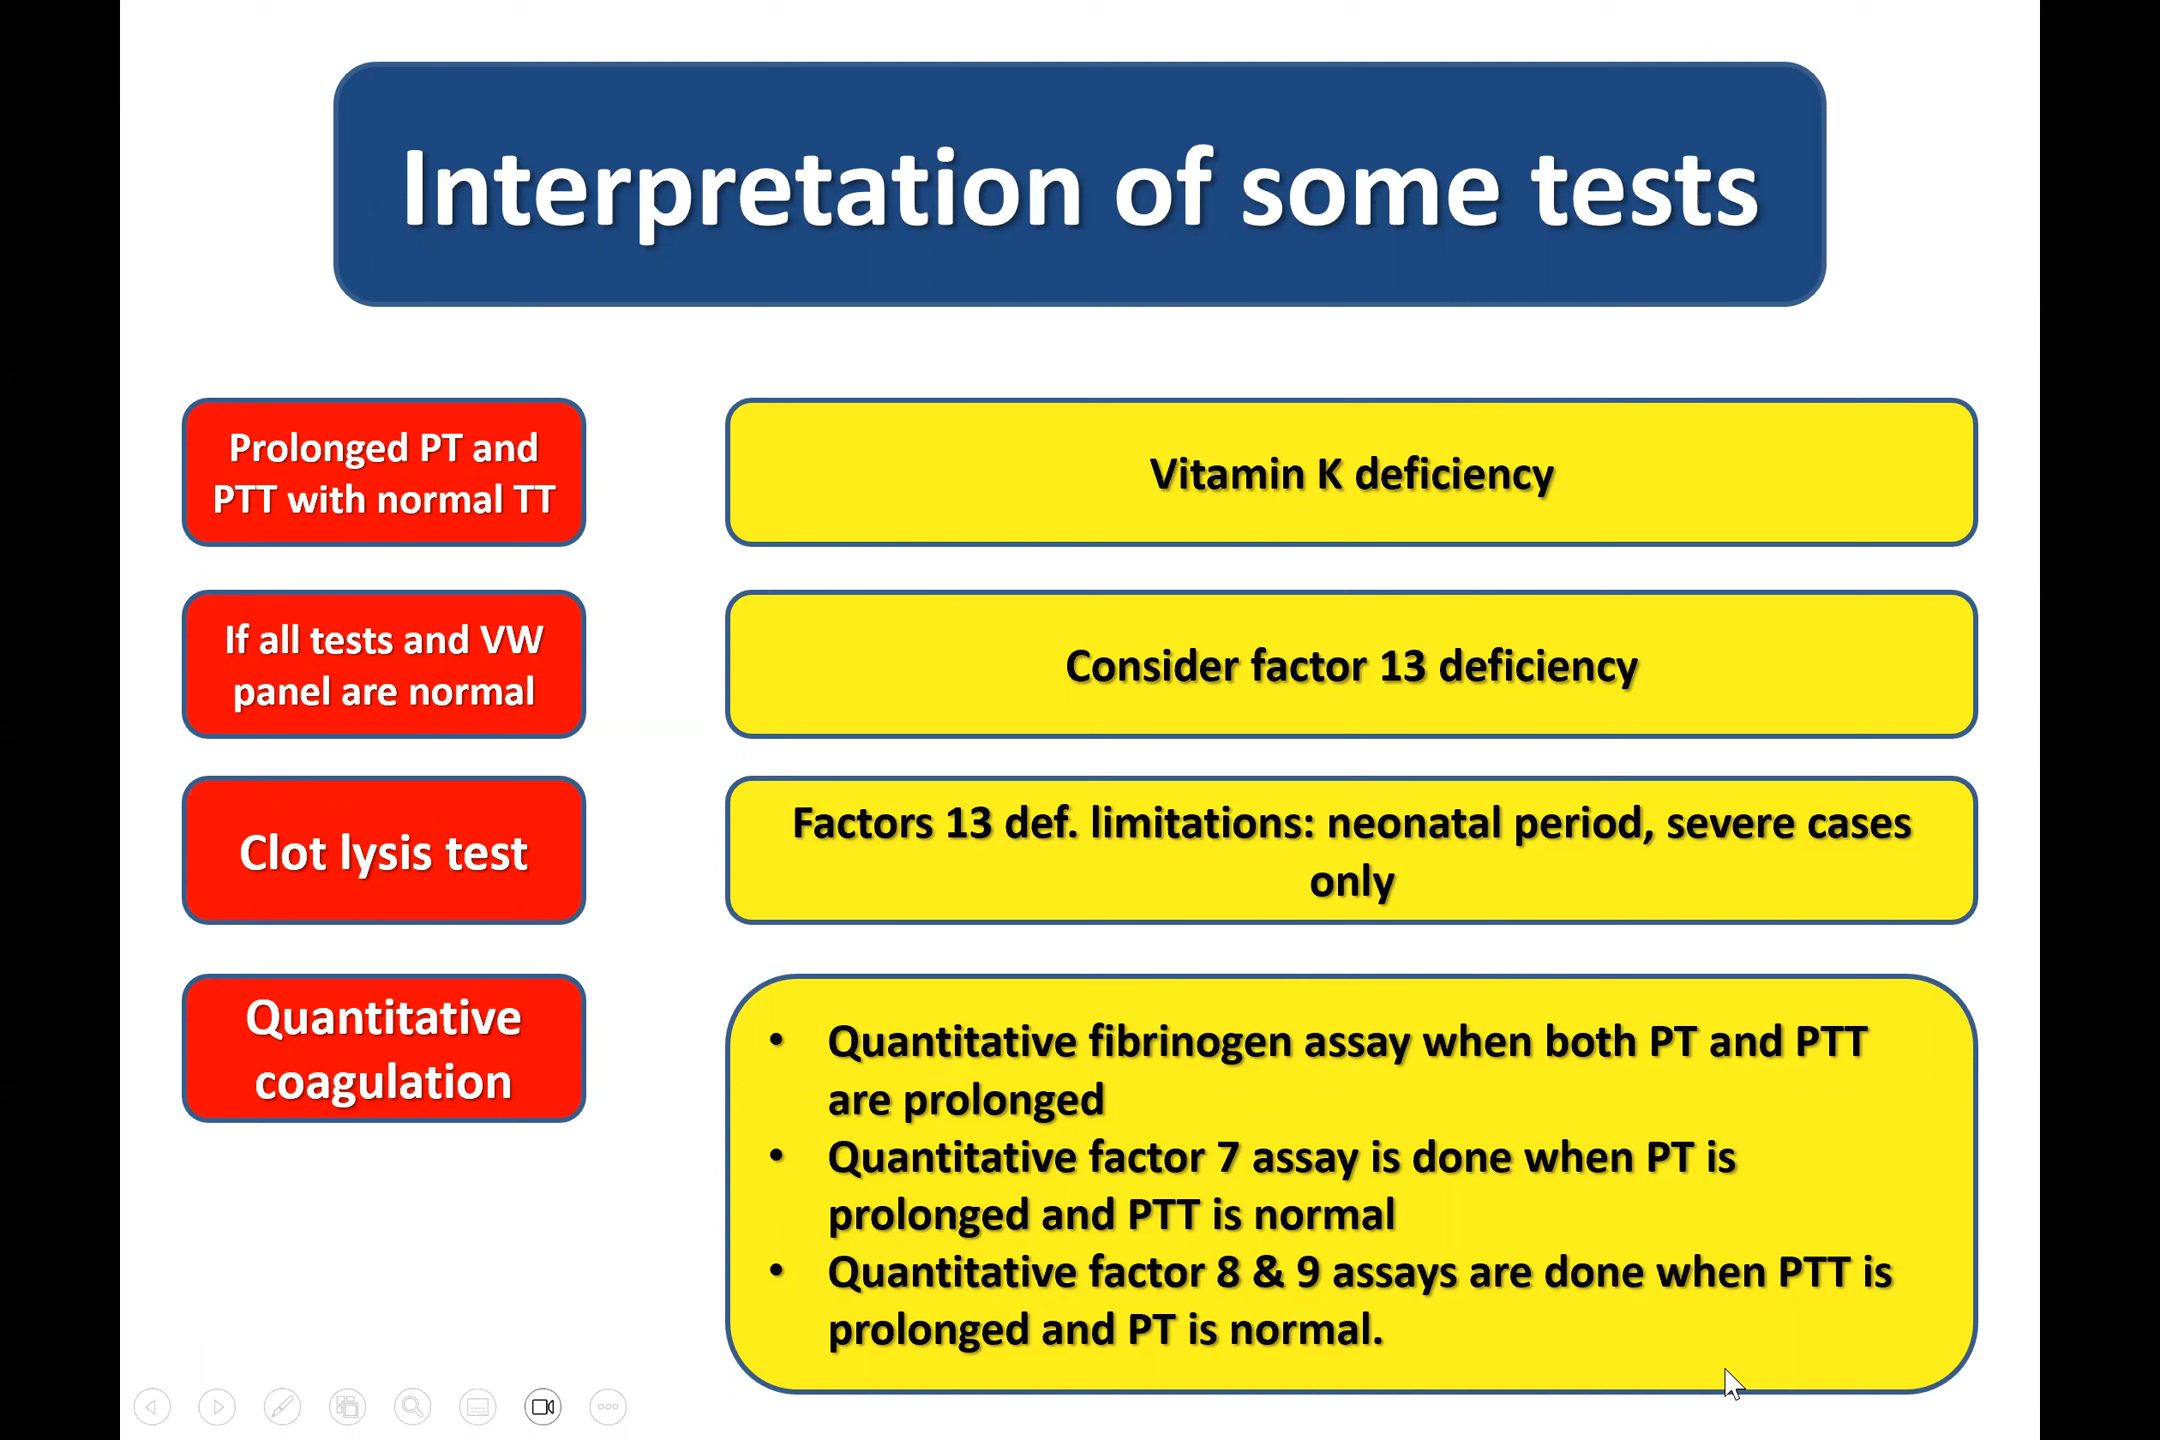 Interpretation of some tests
Prolonged PT and
PTT with normal TT
Vitamin K deficiency
If all tests and VW
panel are normal
Consider factor 13 deficiency
Clot lysis test
Factors 13 def. limitations: neonatal period, severe cases
only
Quantitative
coagulation
• Quantitative fibrinogen assay when both PT and PTT
are prolonged
• Quantitative factor 7 assay is done when PT is
prolonged and PTT is normal
• Quantitative factor 8 & 9 assays are done when PTT is
prolonged and PT is normal.